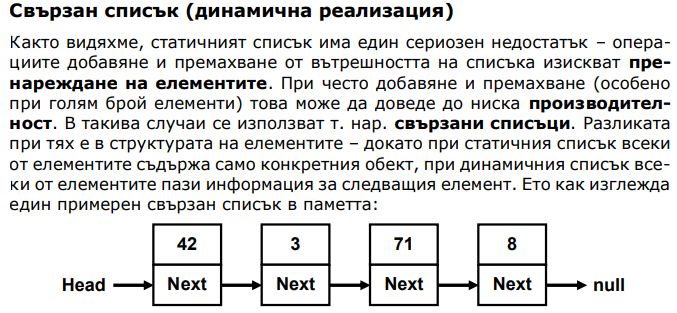 Свързан списък (динамична реализация)
Както видяхме, статичният списък има един сериозен недостатък – опера-
циите добавяне и премахване от вътрешността на списъка изискват пре-
нареждане на елементите. При често добавяне и премахване (особено
при голям брой елементи) това може да доведе до ниска производител-
ност. В такива случаи се използват т. нар. свързани списъци. Разликата
при тях е в структурата на елементите – докато при статичния списък всеки
от елементите съдържа само конкретния обект, при динамичния списък все-
ки от елементите пази информация за следващия елемент. Ето как изглежда
един примерен свързан списък в паметта:
42 3 71 8
Head Next Next Next Next null